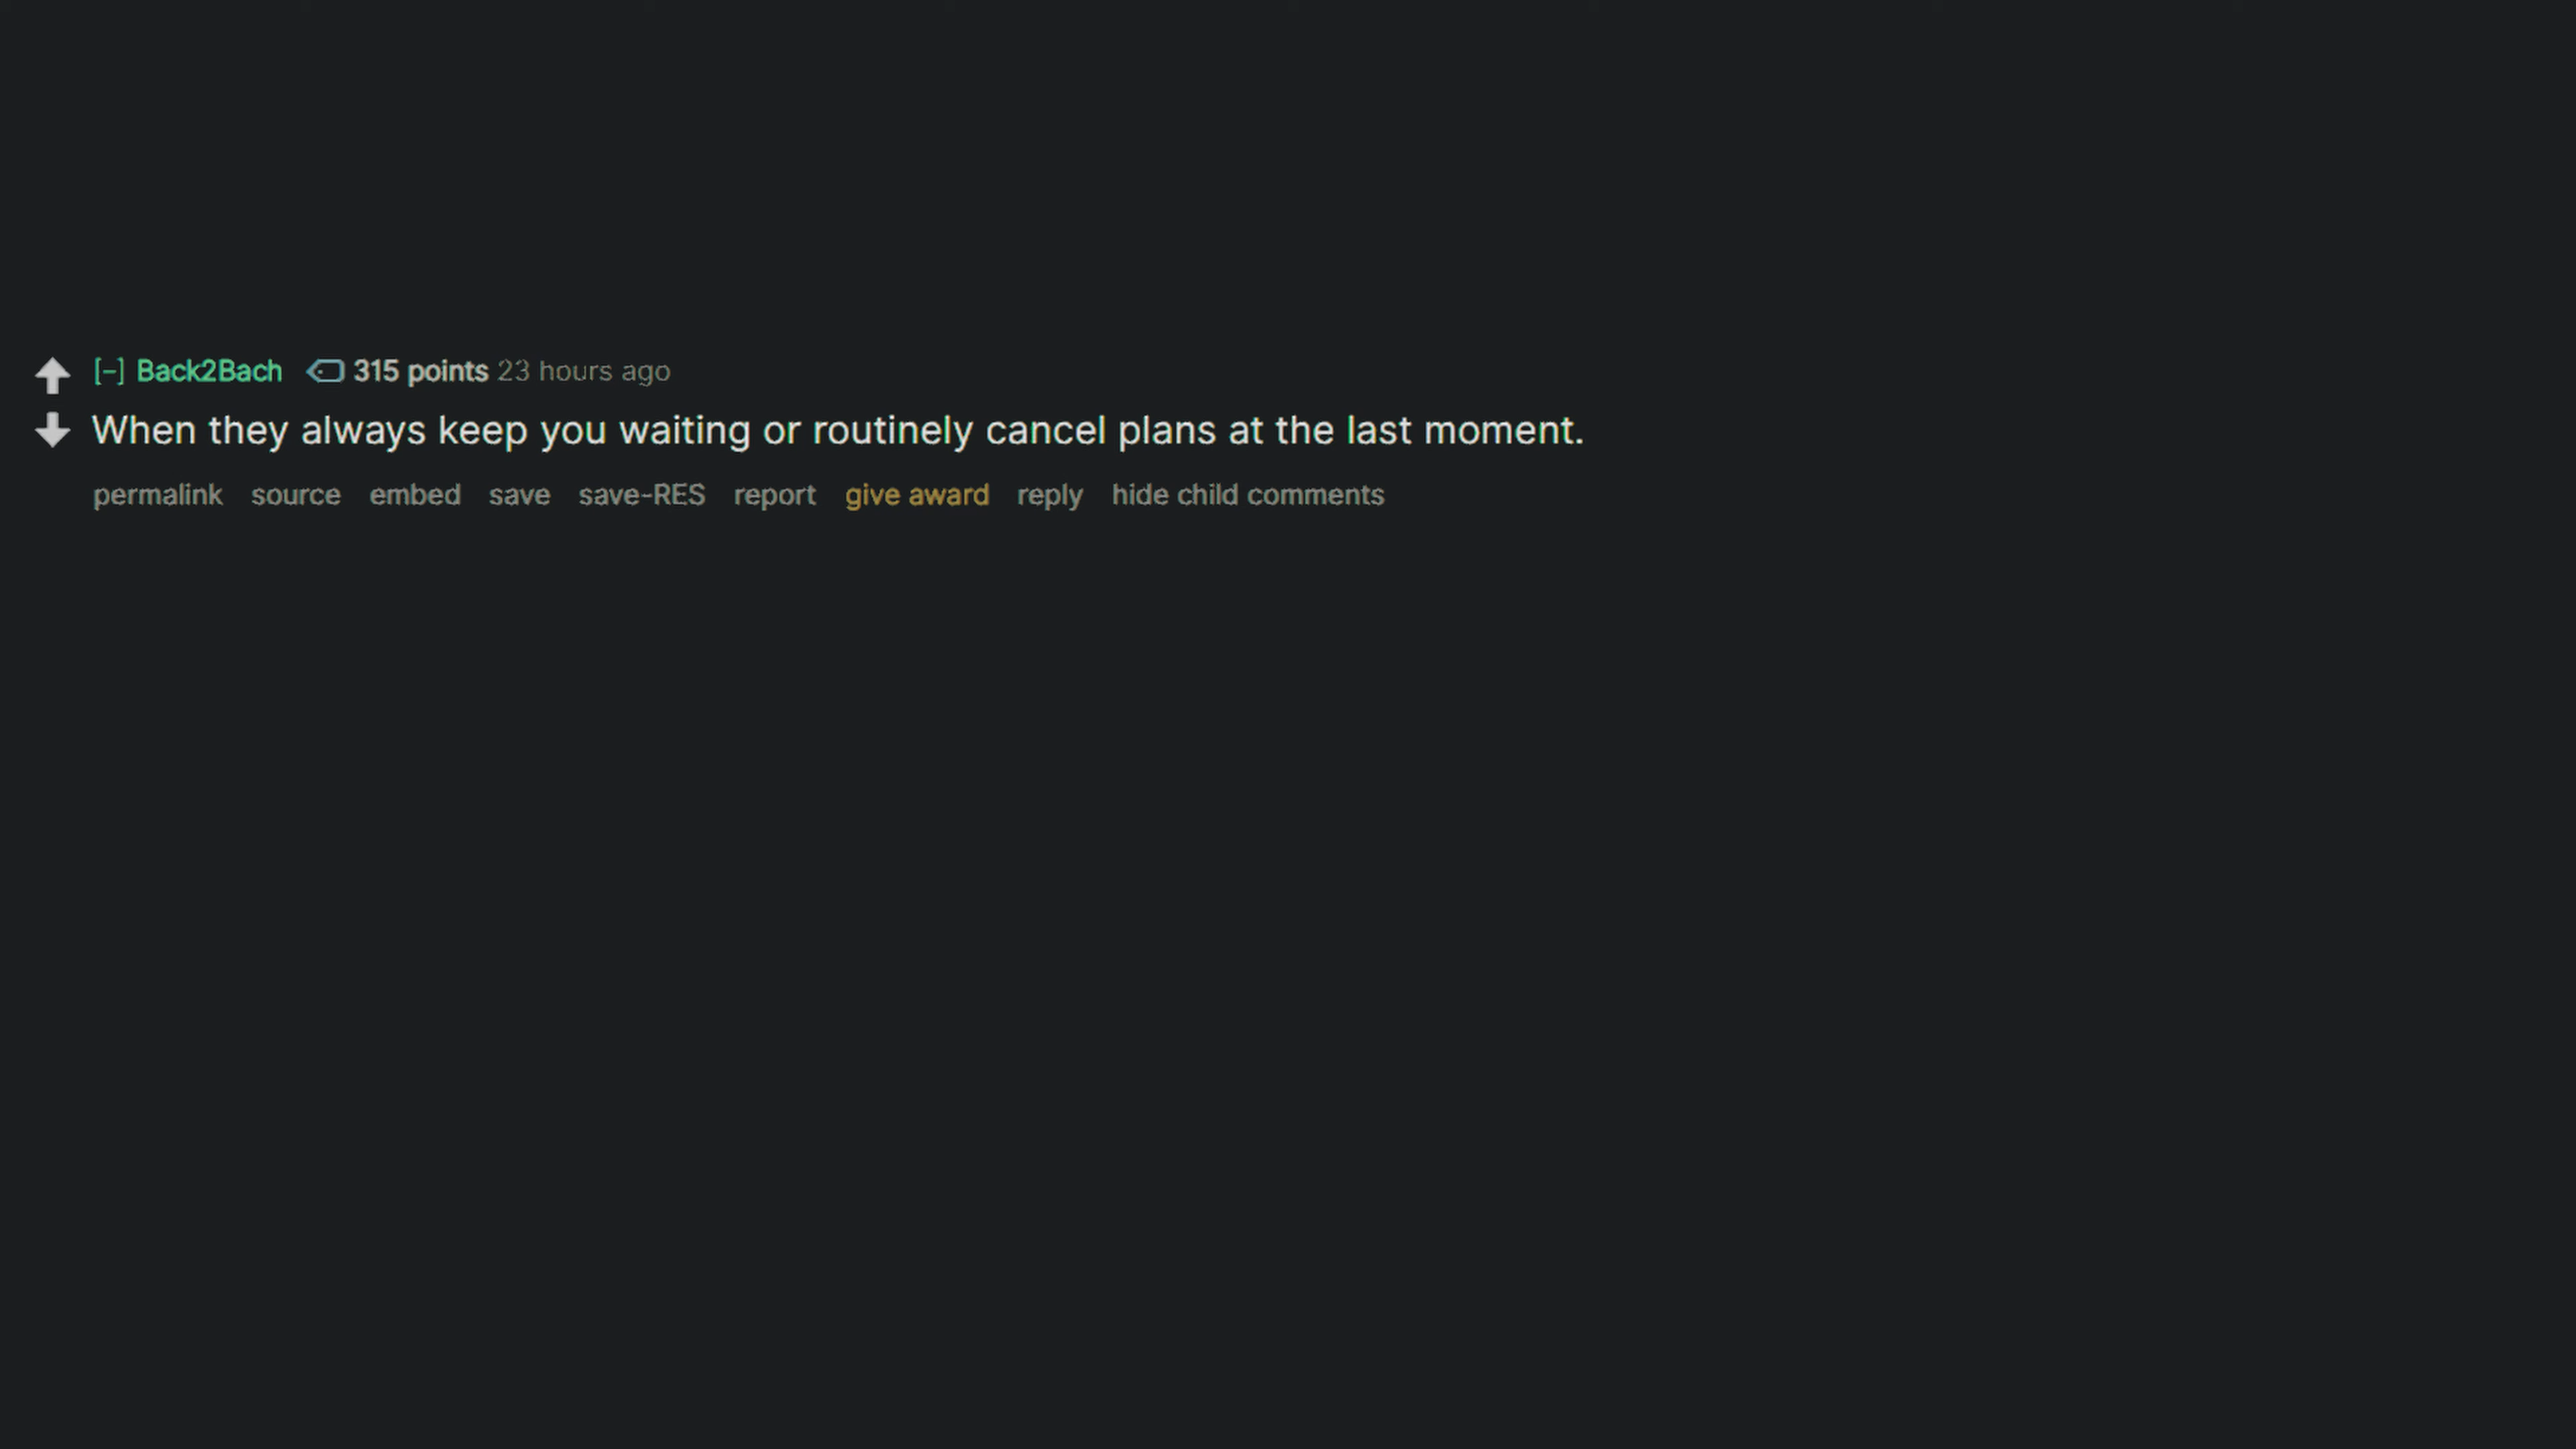 [–] Back2Bach 315 points 23 hours ago
When they always keep you waiting or routinely cancel plans at the last moment.
permalink source embed save save-RES report give award reply hide child comments